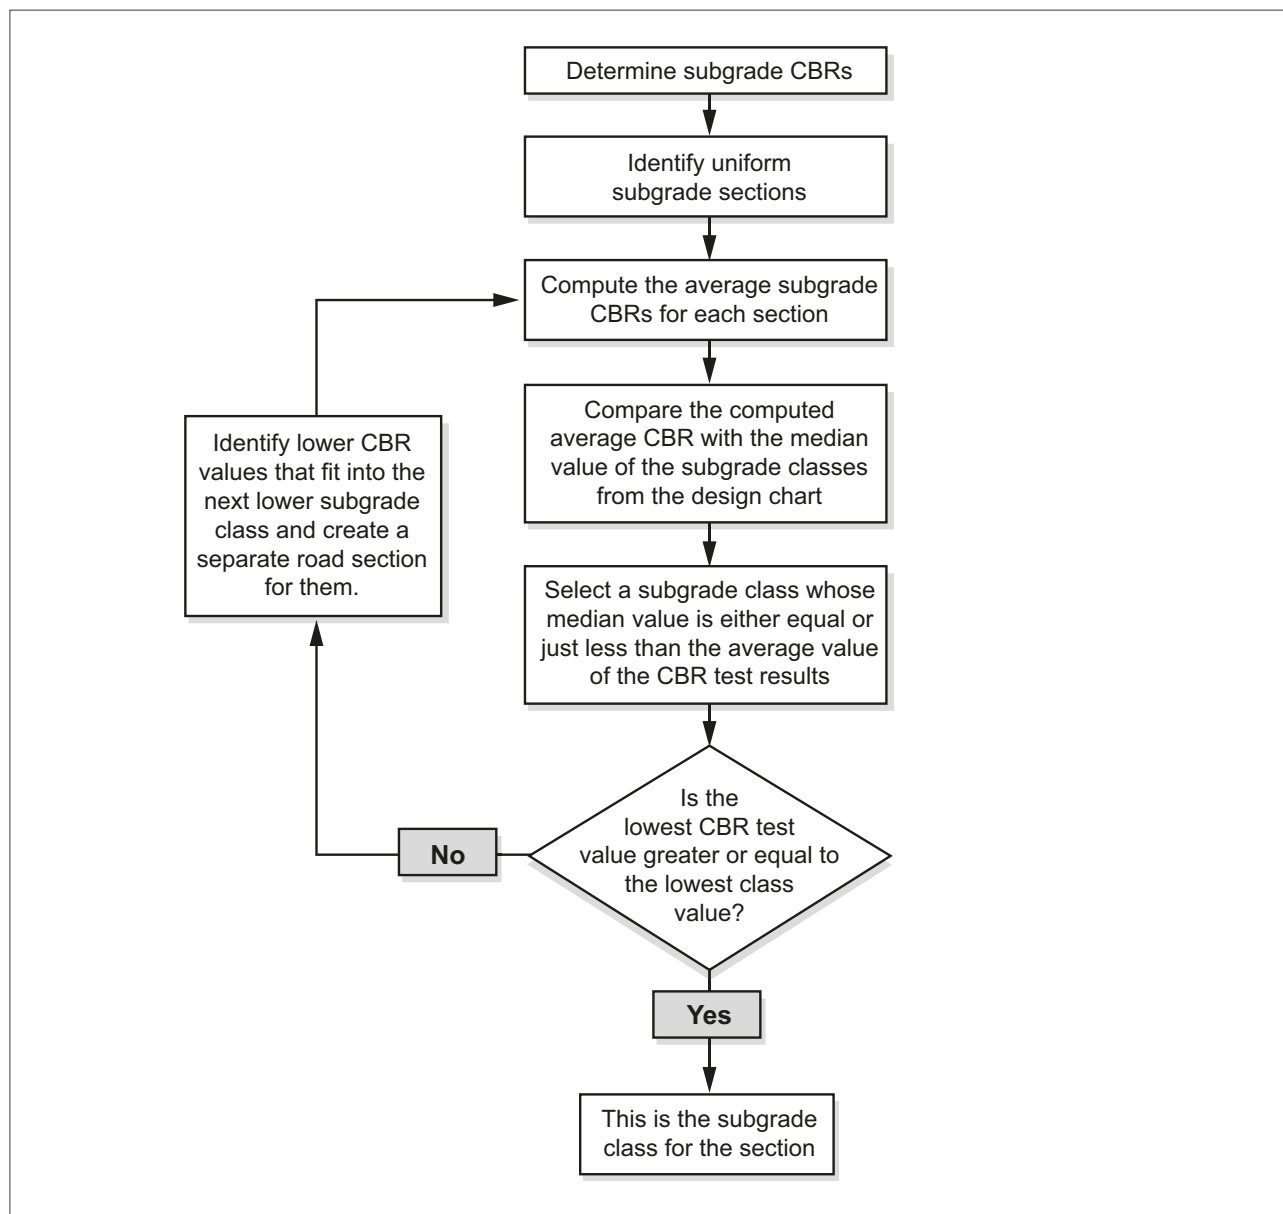 Determine subgrade CBRs
Identify uniform
subgrade sections
Compute the average subgrade
CBRs for each section
Compare the computed
average CBR with the median
value of the subgrade classes
from the design chart
Select a subgrade class whose
median value is either equal or
just less than the average value
of the CBR test results
Is the
lowest CBR test
value greater or equal to
the lowest class
value?
No
Identify lower CBR
values that fit into the
next lower subgrade
class and create a
separate road section
for them.
Yes
This is the subgrade
class for the section